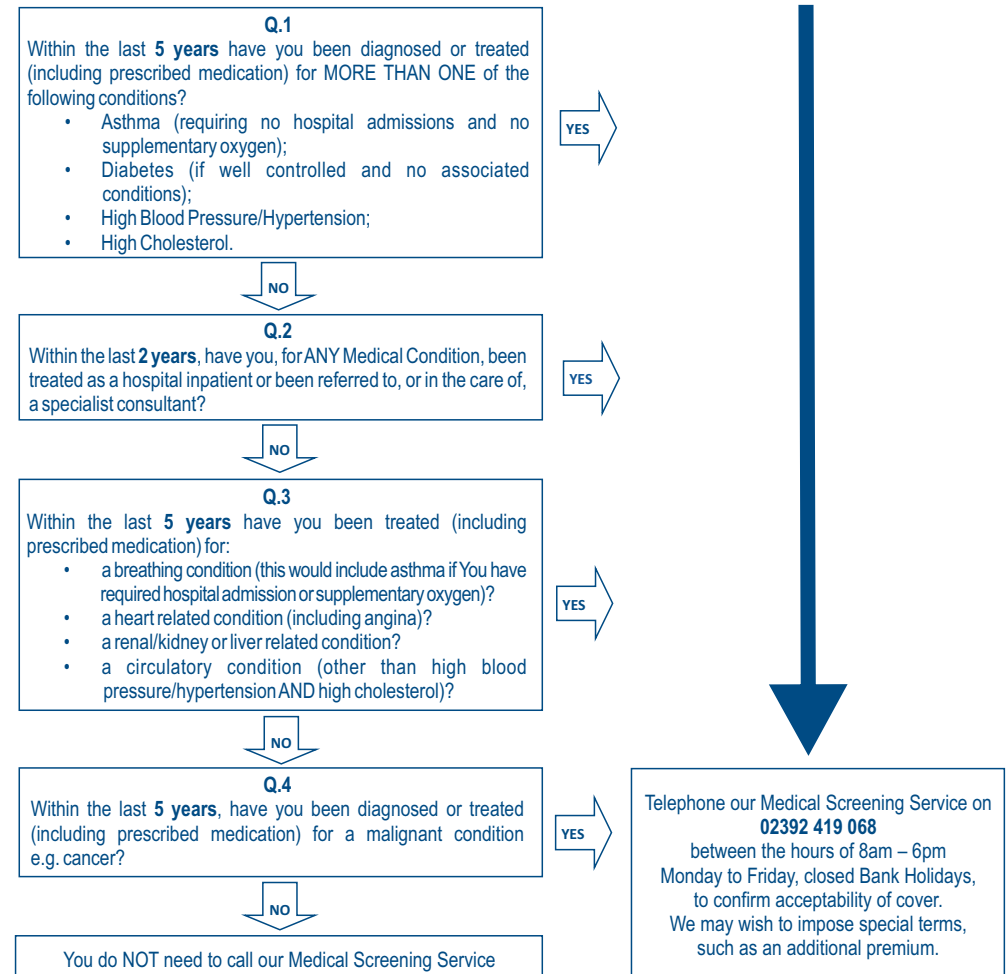 Q.1
Within the last 5 years have you been diagnosed or treated
(including prescribed medication) for MORE THAN ONE of the
following conditions?
• Asthma (requiring no hospital admissions and no
supplementary oxygen);
• Diabetes (if well controlled and no associated
conditions);
• High Blood Pressure/Hypertension;
• High Cholesterol.
YES
NO
Q.2
Within the last 2 years, have you, for ANY Medical Condition, been
treated as a hospital inpatient or been referred to, or in the care of,
a specialist consultant?
YES
NO
Q.3
Within the last 5 years have you been treated (including
prescribed medication) for:
• a breathing condition (this would include asthma if You have
required hospital admission or supplementary oxygen)?
• a heart related condition (including angina)?
• a renal/kidney or liver related condition?
• a circulatory condition (other than high blood
pressure/hypertension AND high cholesterol)?
YES
NO
Q.4
Within the last 5 years, have you been diagnosed or treated
(including prescribed medication) for a malignant condition
e.g. cancer?
YES
NO
Telephone our Medical Screening Service on
02392 419 068
between the hours of 8am – 6pm
Monday to Friday, closed Bank Holidays,
to confirm acceptability of cover.
We may wish to impose special terms,
such as an additional premium.
You do NOT need to call our Medical Screening Service